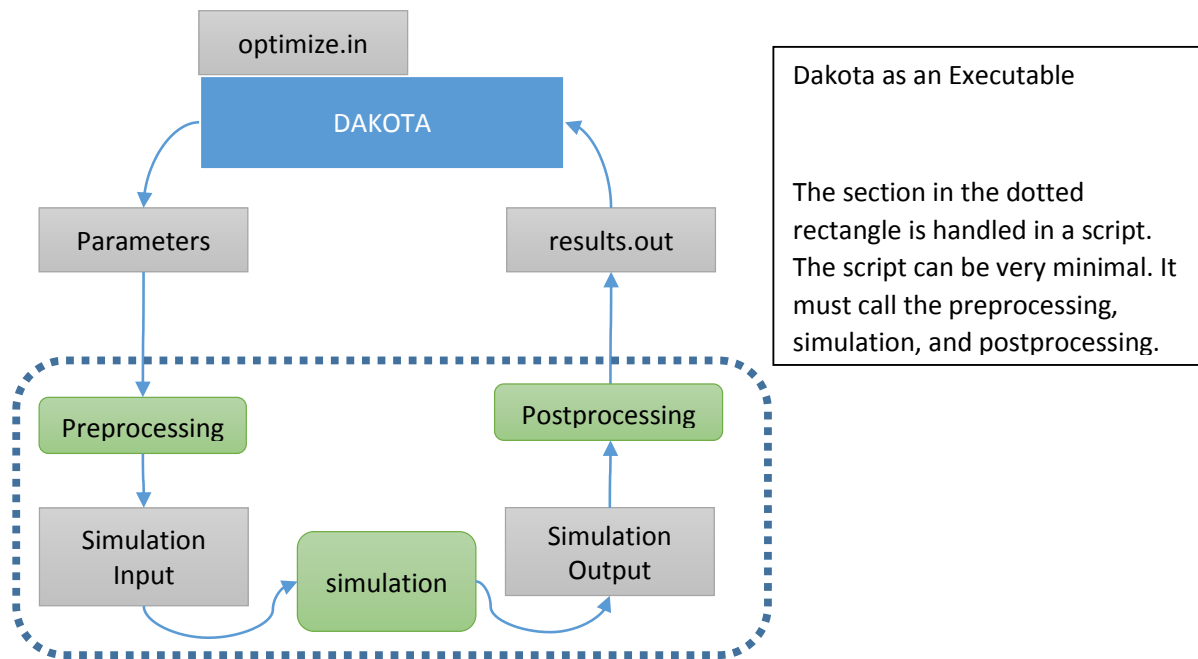 optimize.in
DAKOTA
Parameters
results.out
Preprocessing
Postprocessing
Simulation
Input
simulation
Simulation
Output
Dakota as an Executable
The section in the dotted
rectangle is handled in a script.
The script can be very minimal. It
must call the preprocessing,
simulation, and postprocessing.